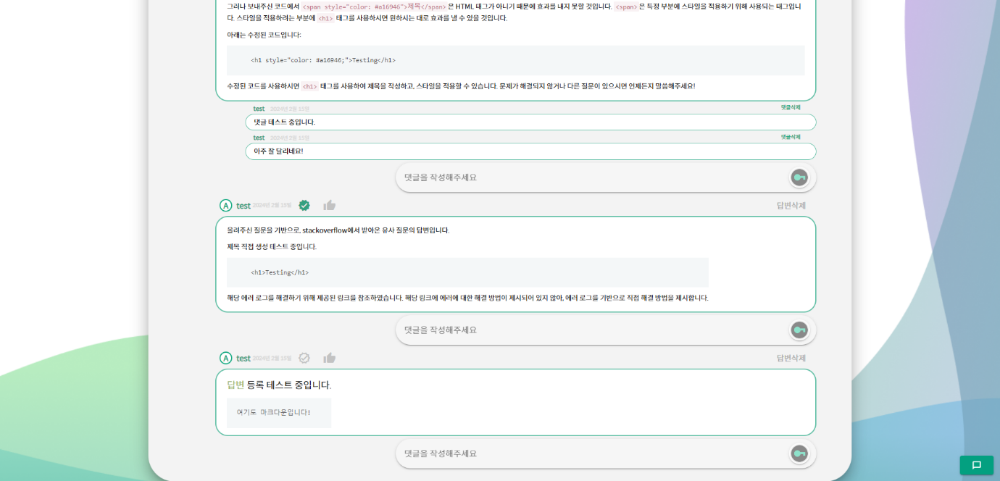 그러나 보내주신 코드에서 <span style="color: #a16946">제목</span> 은 HTML 태그가 아니기 때문에 효과를 내지 못할 것입니다. <span> 은 특정 부분에 스타일을 적용하기 위해 사용되는 태그입니
다. 스타일을 적용하려는 부분에 <h1> 태그를 사용하시면 원하시는 대로 효과를 낼 수 있을 것입니다.
아래는 수정된 코드입니다:
<h1 style="color: #a16946;">Testing</h1>
수정된 코드를 사용하시면 <h1> 태그를 사용하여 제목을 작성하고, 스타일을 적용할 수 있습니다. 문제가 해결되지 않거나 다른 질문이 있으시면 언제든지 말씀해주세요!
test 2024년 2월 15일 댓글삭제
댓글 테스트 중입니다.
test 2024년 2월 15일 댓글삭제
아주 잘 달리네요!
댓글을 작성해주세요
A test 2024년 2월 15일 답변삭제
올려주신 질문을 기반으로, stackoverflow에서 받아온 유사 질문의 답변입니다.
제목 직접 생성 테스트 중입니다.
<h1>Testing</h1>
해당 에러 로그를 해결하기 위해 제공된 링크를 참조하였습니다. 해당 링크에 에러에 대한 해결 방법이 제시되어 있지 않아, 에러 로그를 기반으로 직접 해결 방법을 제시합니다.
댓글을 작성해주세요
A test 2024년 2월 15일 답변삭제
답변 등록 테스트 중입니다.
여기도 마크다운입니다!
댓글을 작성해주세요